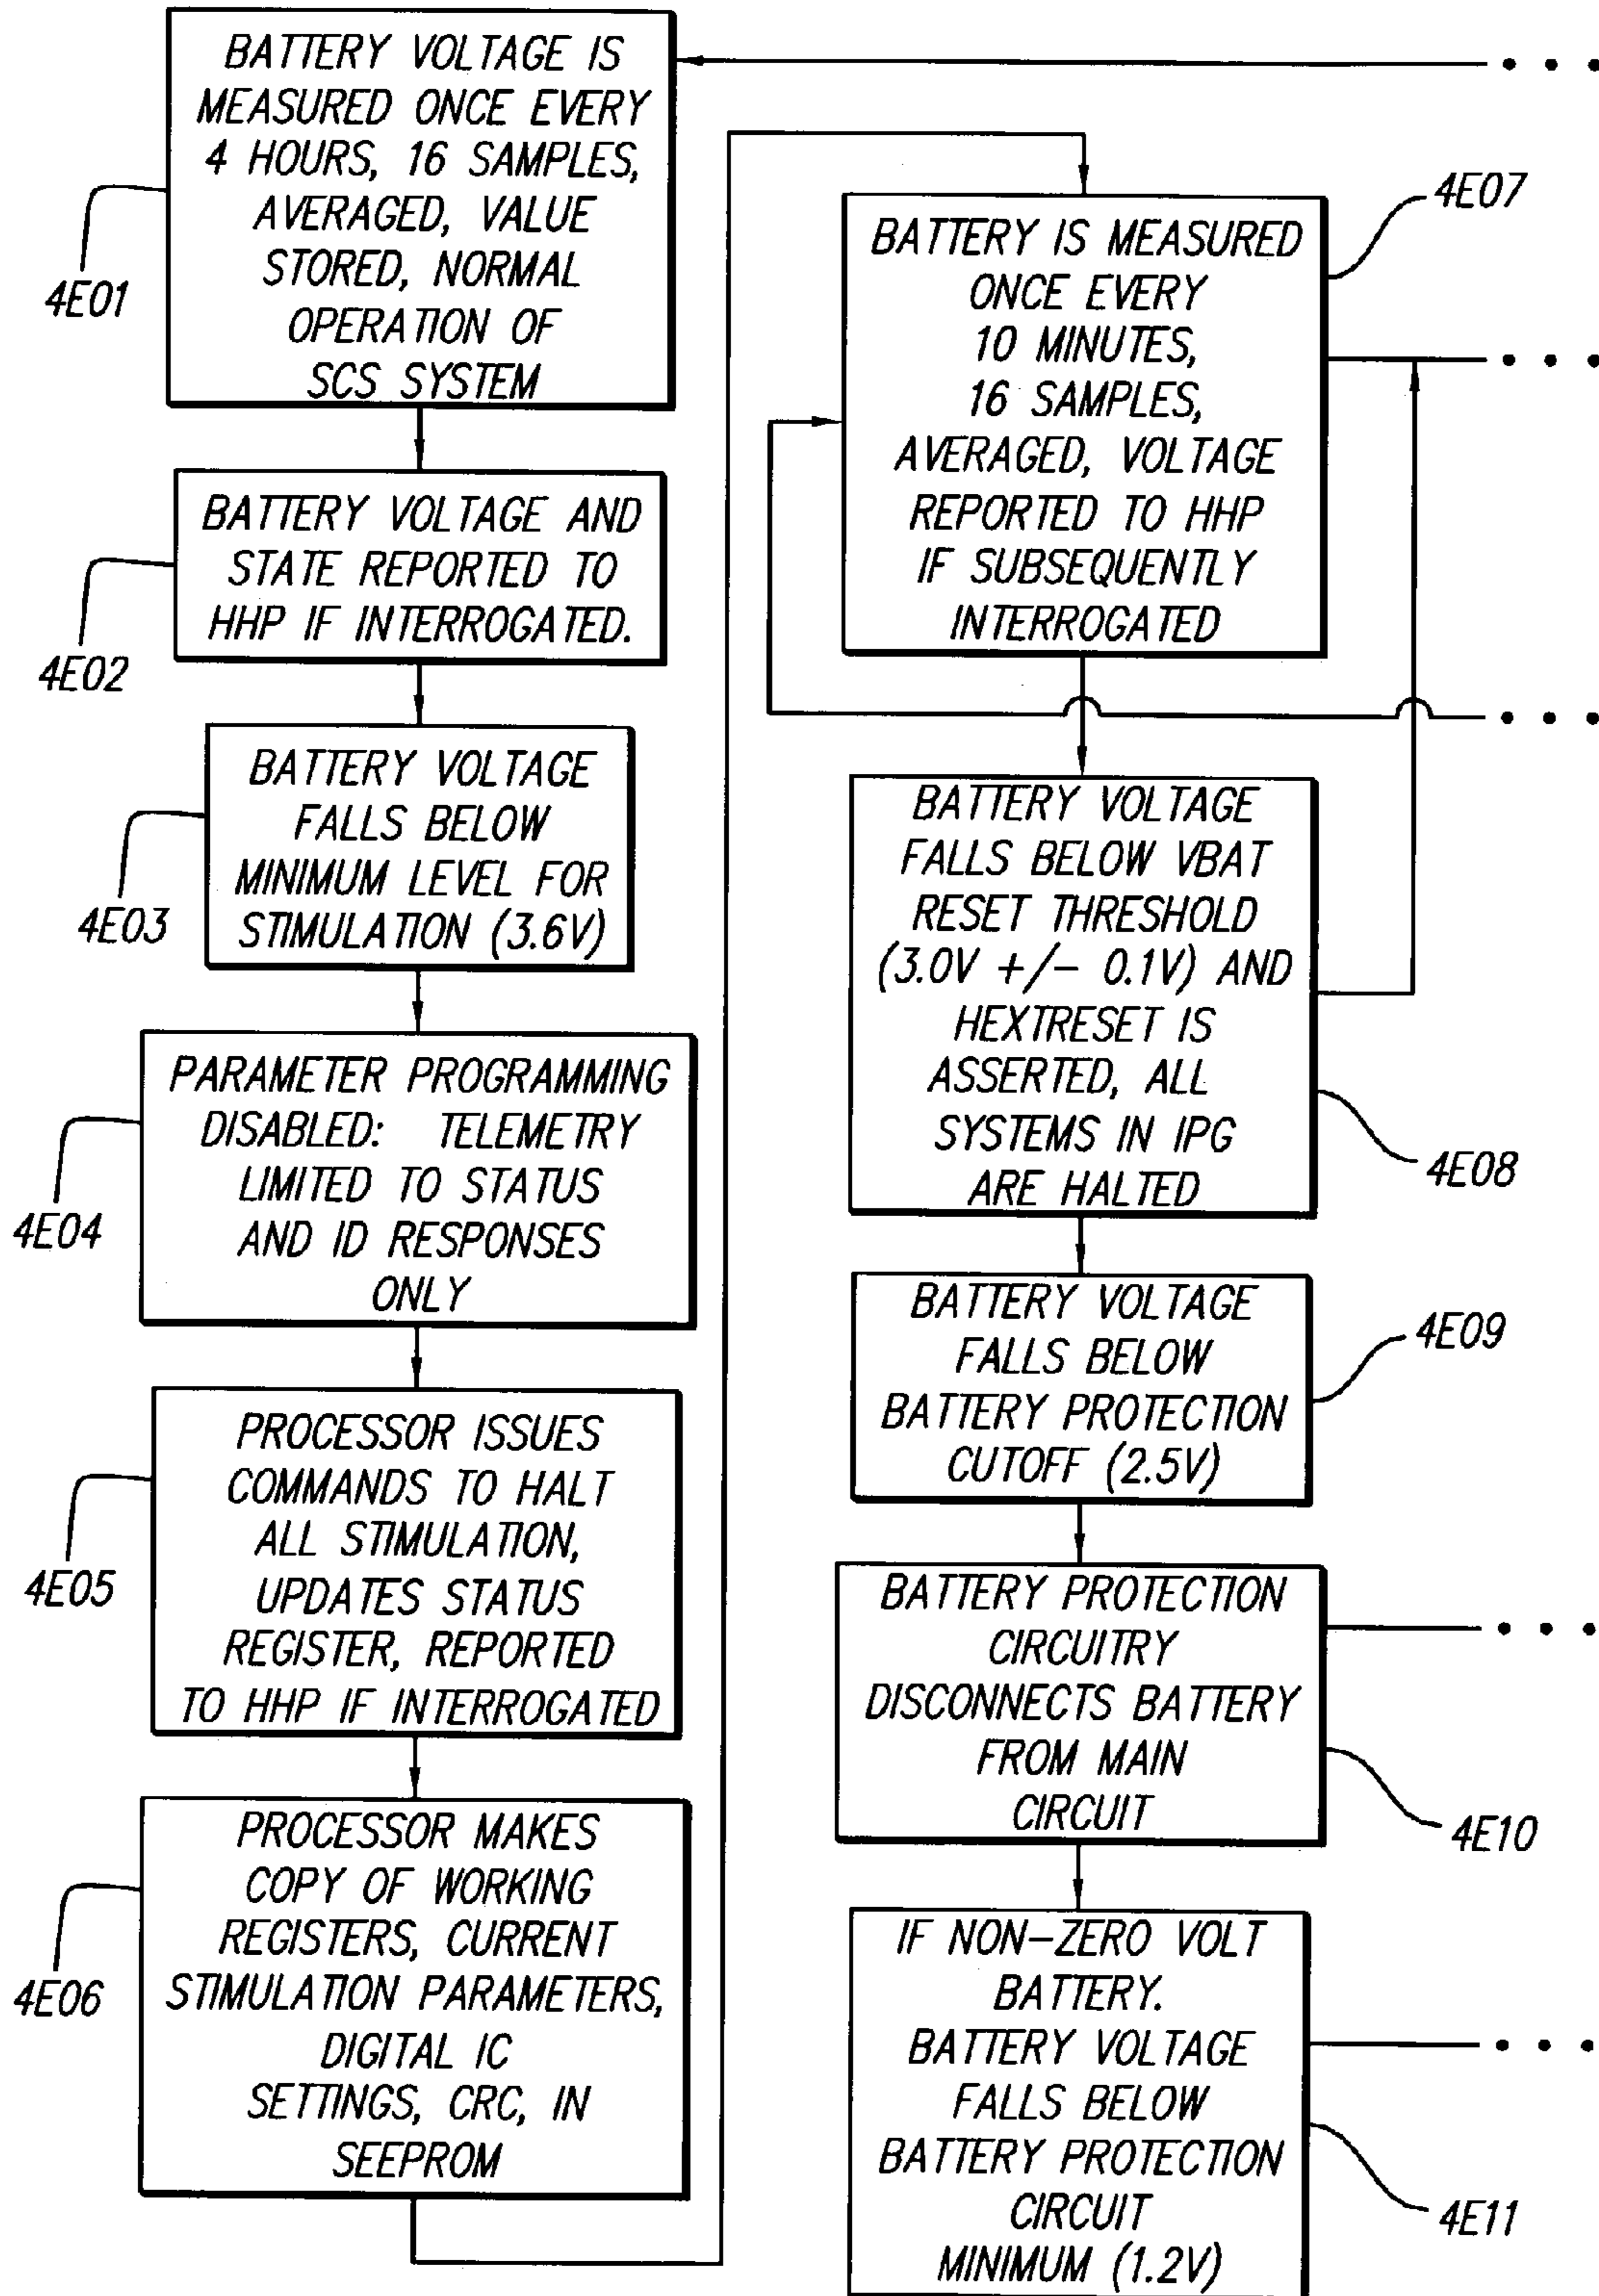 BATTERY VOLTAGE IS
MEASURED ONCE EVERY
4 HOURS, 16 SAMPLES,
AVERAGED, VALUE
STORED, NORMAL
OPERATION OF
SCS SYSTEM
4E01
BATTERY VOLTAGE AND
STATE REPORTED TO
HHP IF INTERROGATED.
4E02
BATTERY VOLTAGE
FALLS BELOW
MINIMUM LEVEL FOR
STIMULATION (3.6V)
4E03
PARAMETER PROGRAMMING
DISABLED: TELEMETRY
LIMITED TO STATUS
AND ID RESPONSES
ONLY
4E04
PROCESSOR ISSUES
COMMANDS TO HALT
ALL STIMULATION,
UPDATES STATUS
REGISTER, REPORTED
TO HHP IF INTERROGATED
4E05
PROCESSOR MAKES
COPY OF WORKING
REGISTERS, CURRENT
STIMULATION PARAMETERS,
DIGITAL IC
SETTINGS, CRC, IN
SEEPROM
4E06
BATTERY IS MEASURED
ONCE EVERY
10 MINUTES,
16 SAMPLES,
AVERAGED, VOLTAGE
REPORTED TO HHP
IF SUBSEQUENTLY
INTERROGATED
4E07
BATTERY VOLTAGE
FALLS BELOW VBAT
RESET THRESHOLD
(3.0V +/- 0.1V) AND
HEXTRESET IS
ASSERTED, ALL
SYSTEMS IN IPG
ARE HALTED
4E08
BATTERY VOLTAGE
FALLS BELOW
BATTERY PROTECTION
CUTOFF (2.5V)
4E09
BATTERY PROTECTION
CIRCUITRY
DISCONNECTS BATTERY
FROM MAIN
CIRCUIT
4E10
IF NON-ZERO VOLT
BATTERY.
BATTERY VOLTAGE
FALLS BELOW
BATTERY PROTECTION
CIRCUIT
MINIMUM (1.2V)
4E11